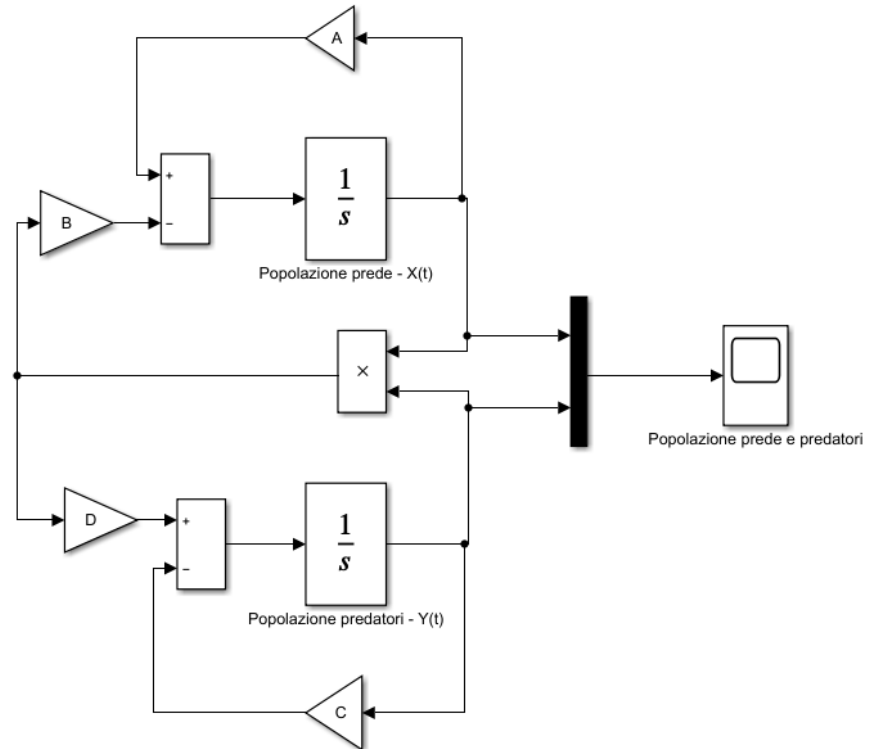 A
+
−
B
1
s
Popolazione prede - X(t)
×
Popolazione prede e predatori
D
+
−
1
s
Popolazione predatori - Y(t)
C